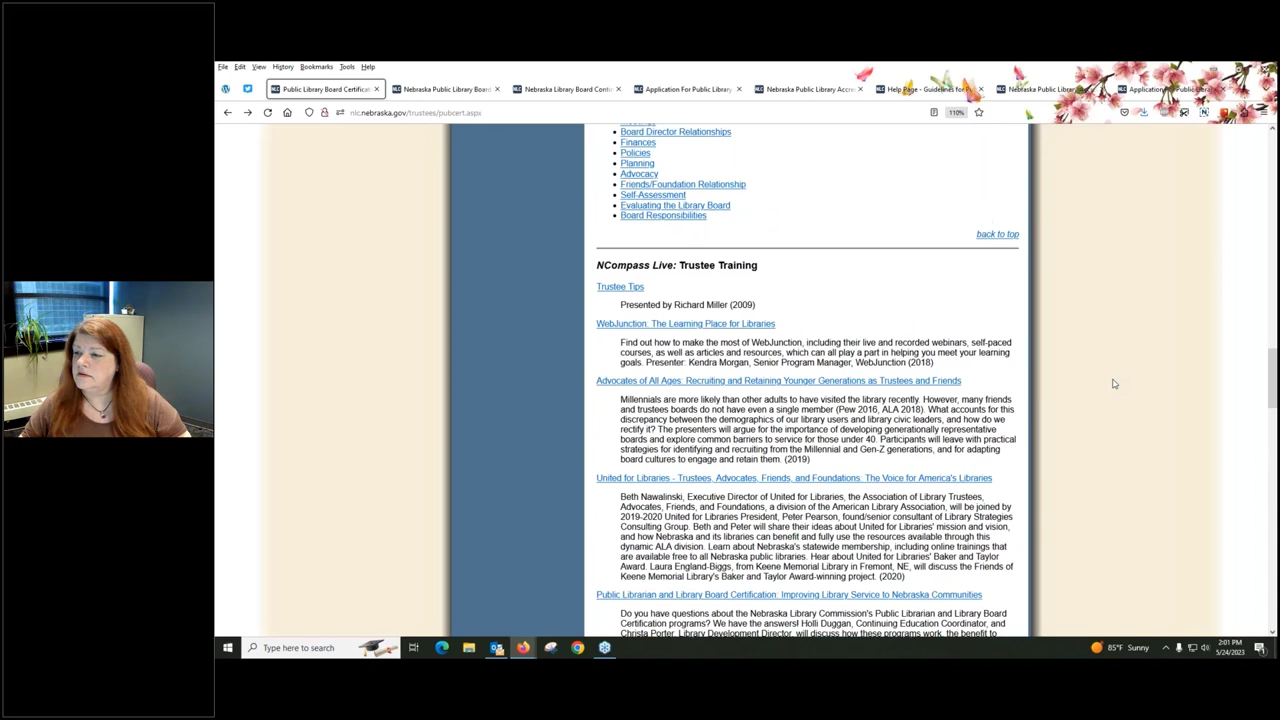 File Edit View History Bookmarks Tools Help
Public Library Board Certificat × Nebraska Public Library Board × Nebraska Library Board Conti × Application For Public Library × Nebraska Public Library Accre × Help Page - Guidelines for P Nebraska Public Library
nlc.nebraska.gov/trustees/pubcert.aspx 110%
Board Director Relationships
Finances
Policies
Planning
Advocacy
Friends/Foundation Relationship
Self-Assessment
Evaluating the Library Board
Board Responsibilities
back to top
NCompass Live: Trustee Training
Trustee Tips
Presented by Richard Miller (2009)
WebJunction: The Learning Place for Libraries
Find out how to make the most of WebJunction, including their live and recorded webinars, self-paced
courses, as well as articles and resources, which can all play a part in helping you meet your learning
goals. Presenter: Kendra Morgan, Senior Program Manager, WebJunction (2018)
Advocates of All Ages: Recruiting and Retaining Younger Generations as Trustees and Friends
Millennials are more likely than other adults to have visited the library recently. However, many friends
and trustees boards do not have even a single member (Pew 2016, ALA 2018). What accounts for this
discrepancy between the demographics of our library users and library civic leaders, and how do we
rectify it? The presenters will argue for the importance of developing generationally representative
boards and explore common barriers to service for those under 40. Participants will leave with practical
strategies for identifying and recruiting from the Millennial and Gen-Z generations, and for adapting
board cultures to engage and retain them. (2019)
United for Libraries - Trustees, Advocates, Friends, and Foundations: The Voice for America's Libraries
Beth Nawalinski, Executive Director of United for Libraries, the Association of Library Trustees,
Advocates, Friends, and Foundations, a division of the American Library Association, will be joined by
2019-2020 United for Libraries President, Peter Pearson, found/senior consultant of Library Strategies
Consulting Group. Beth and Peter will share their ideas about United for Libraries' mission and vision,
and how Nebraska and its libraries can benefit and fully use the resources available through this
dynamic ALA division. Learn about Nebraska's statewide membership, including online trainings that
are available free to all Nebraska public libraries. Hear about United for Libraries' Baker and Taylor
Award. Laura England-Biggs, from Keene Memorial Library in Fremont, NE, will discuss the Friends of
Keene Memorial Library's Baker and Taylor Award-winning project. (2020)
Public Librarian and Library Board Certification: Improving Library Service to Nebraska Communities
Do you have questions about the Nebraska Library Commission's Public Librarian and Library Board
Certification programs? We have the answers! Holli Duggan, Continuing Education Coordinator, and
Christa Porter, Library Development Director, will discuss how these programs work, the benefit to
Type here to search
85°F Sunny
2:01 PM
5/24/2023